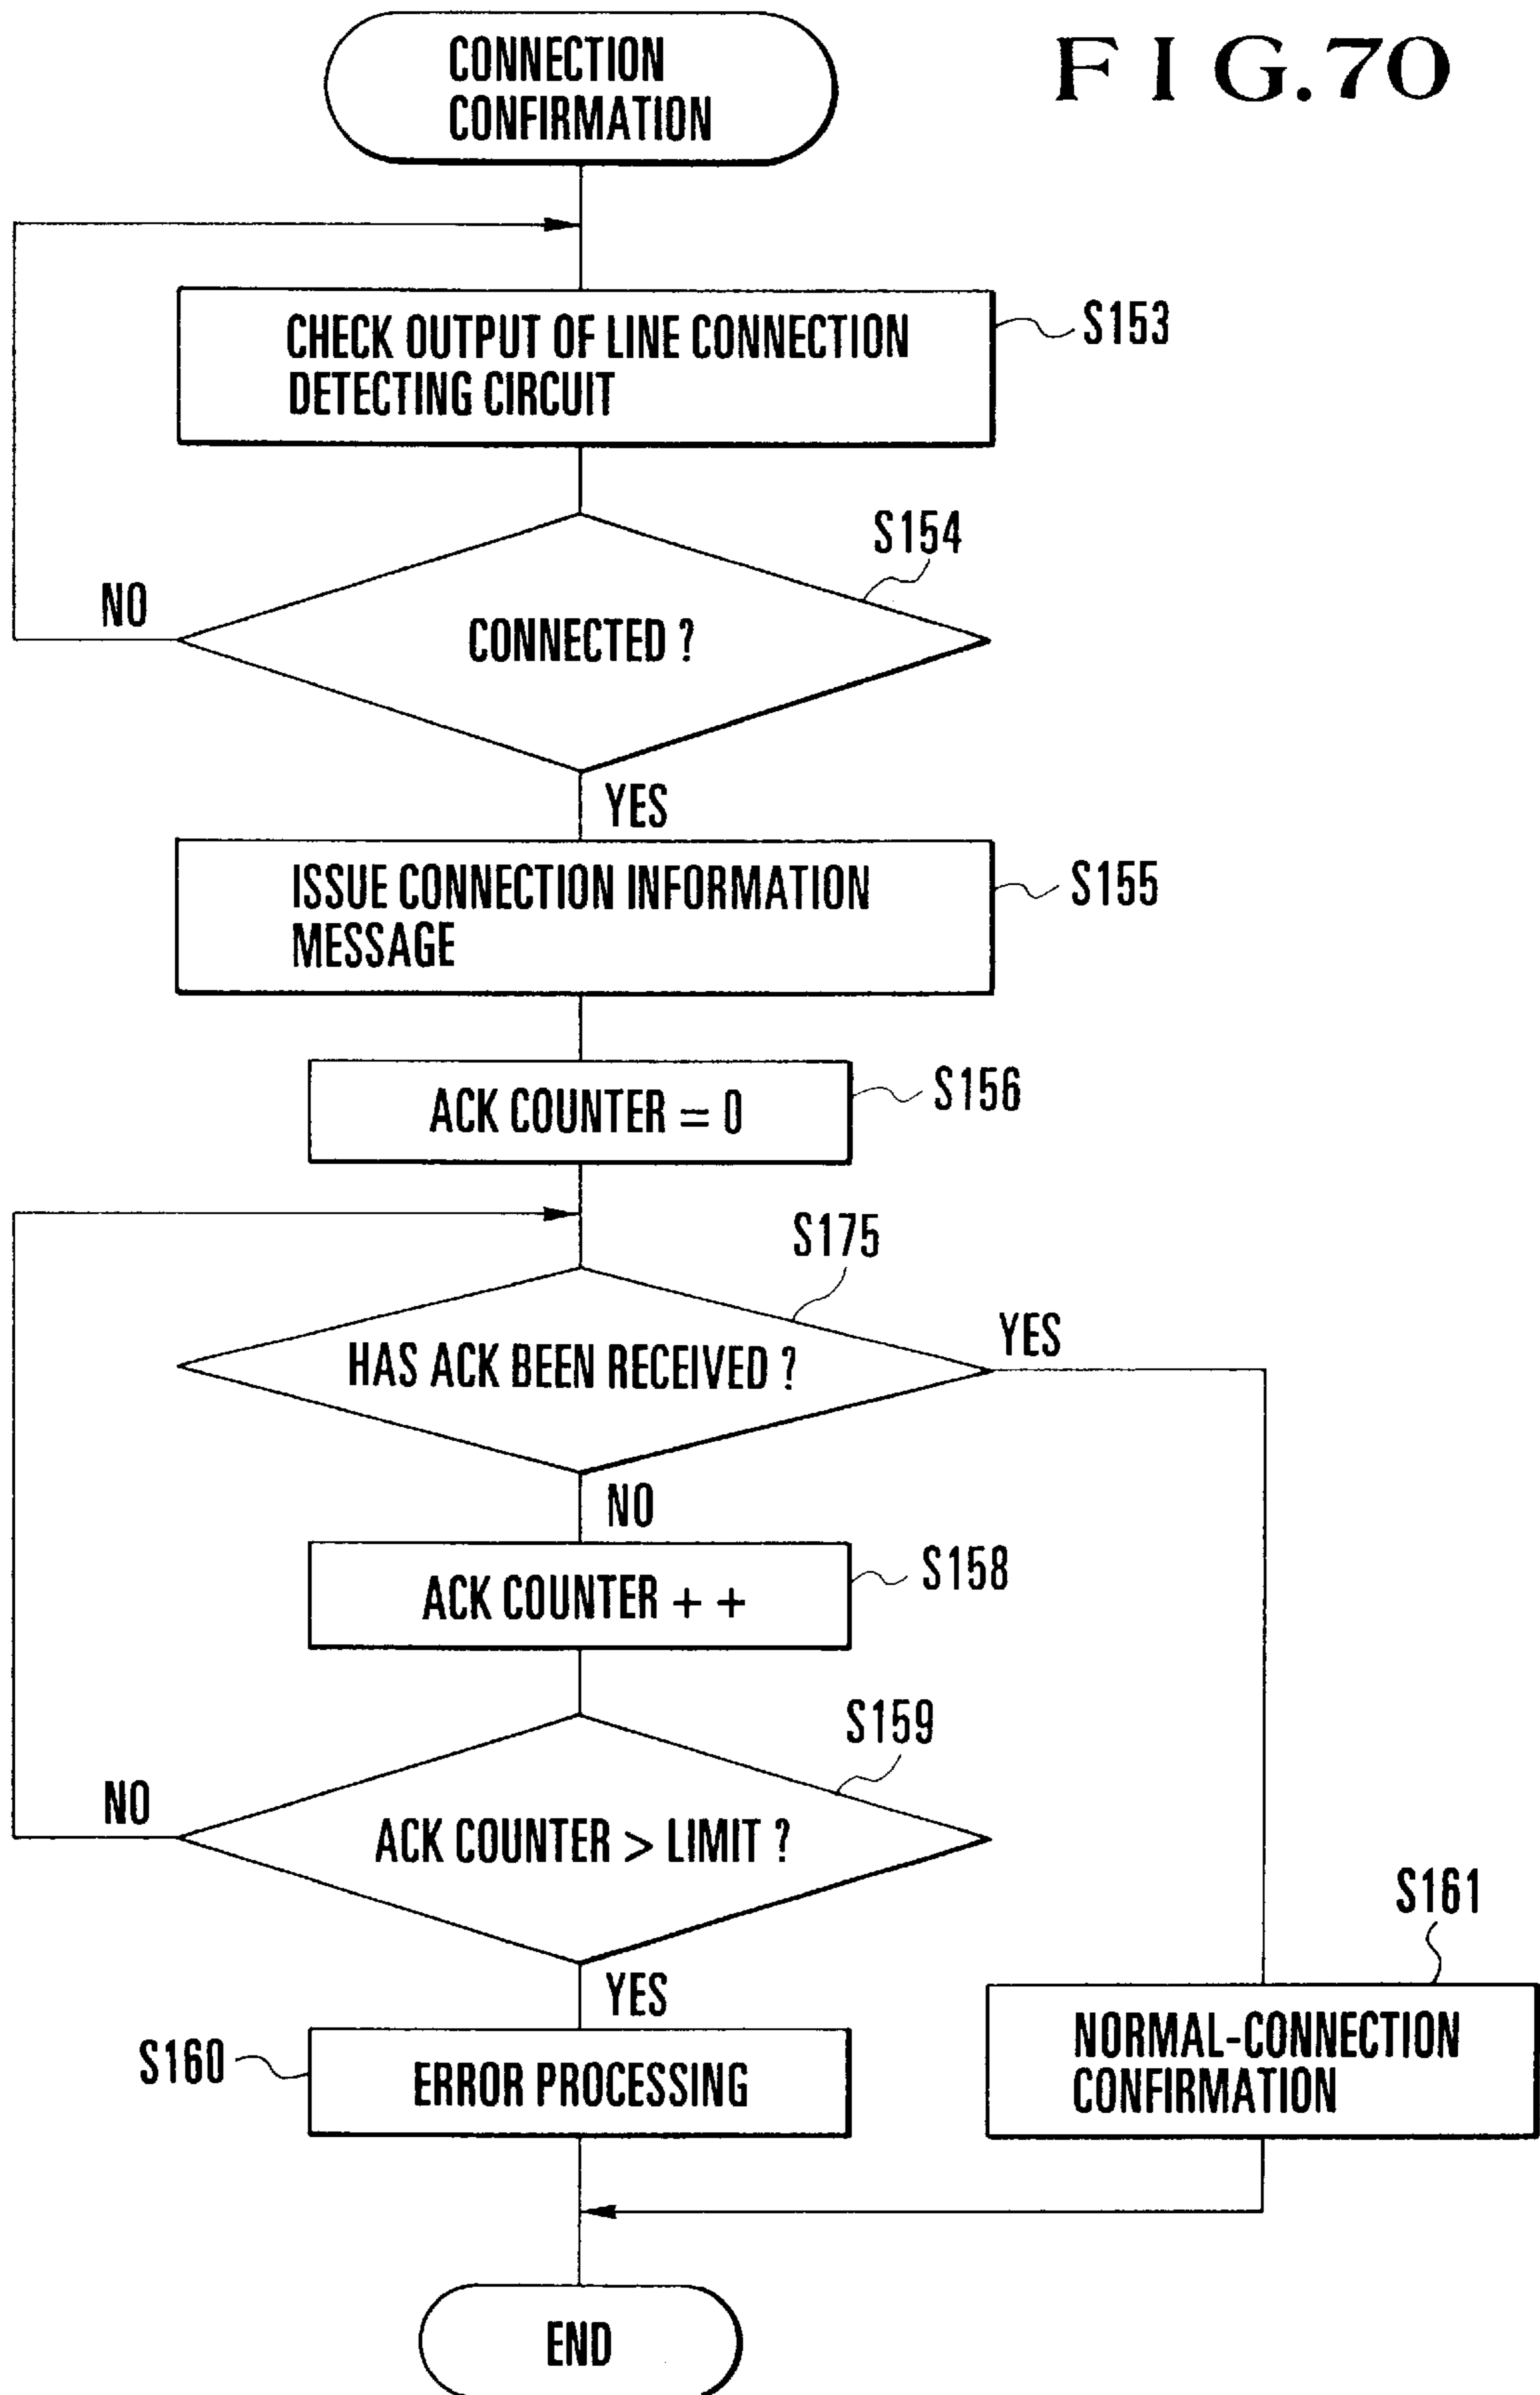 FIG.70
CONNECTION
CONFIRMATION
CHECK OUTPUT OF LINE CONNECTION
DETECTING CIRCUIT
S153
S154
CONNECTED ?
NO
YES
ISSUE CONNECTION INFORMATION
MESSAGE
S155
ACK COUNTER = 0
S156
S175
HAS ACK BEEN RECEIVED ?
YES
NO
ACK COUNTER + +
S158
S159
ACK COUNTER > LIMIT ?
NO
YES
S160
ERROR PROCESSING
S161
NORMAL-CONNECTION
CONFIRMATION
END